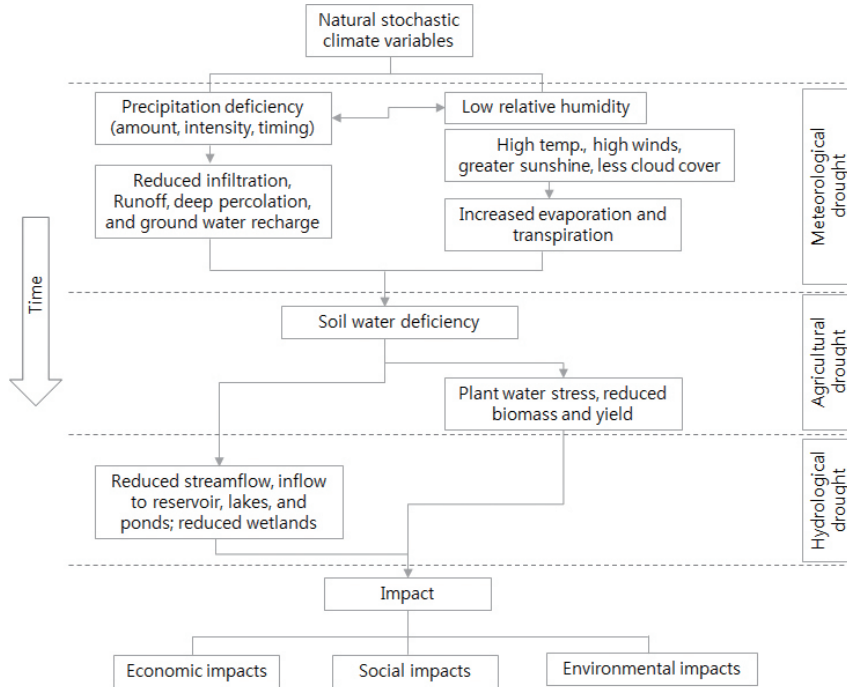 Natural stochastic
climate variables
Precipitation deficiency
(amount, intensity, timing)
Low relative humidity
High temp., high winds,
greater sunshine, less cloud cover
Reduced infiltration,
Runoff, deep percolation,
and ground water recharge
Increased evaporation and
transpiration
Meteorological
drought
Time
Soil water deficiency
Plant water stress, reduced
biomass and yield
Agricultural
drought
Reduced streamflow, inflow
to reservoir, lakes, and
ponds; reduced wetlands
Hydrological
drought
Impact
Economic impacts
Social impacts
Environmental impacts